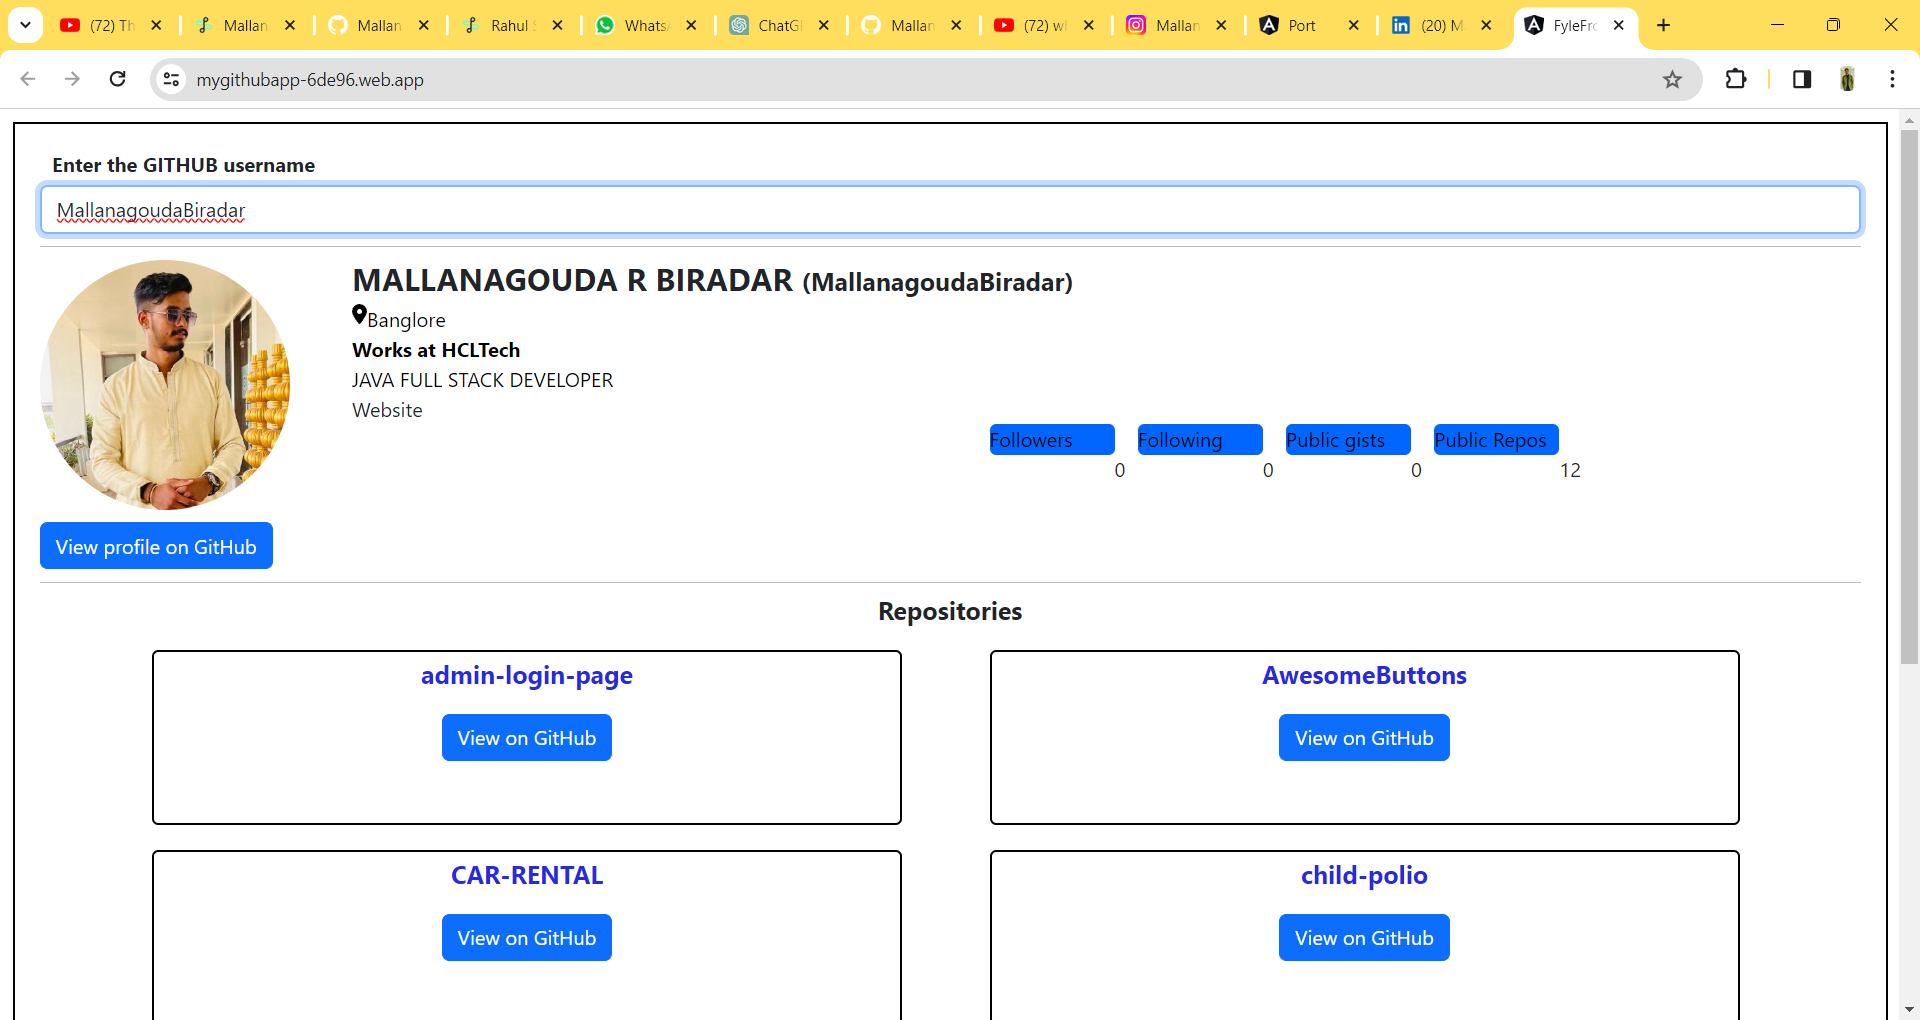 (72) Th Mallan Mallan Rahul S Whats ChatG Mallan (72) w Mallan Port (20) M FyleFro
mygithubapp-6de96.web.app
Enter the GITHUB username
MallanagoudaBiradar
MALLANAGOUDA R BIRADAR (MallanagoudaBiradar)
Banglore
Works at HCLTech
JAVA FULL STACK DEVELOPER
Website
Followers Following Public gists Public Repos
0 0 0 12
View profile on GitHub
Repositories
admin-login-page AwesomeButtons
View on GitHub View on GitHub
CAR-RENTAL child-polio
View on GitHub View on GitHub